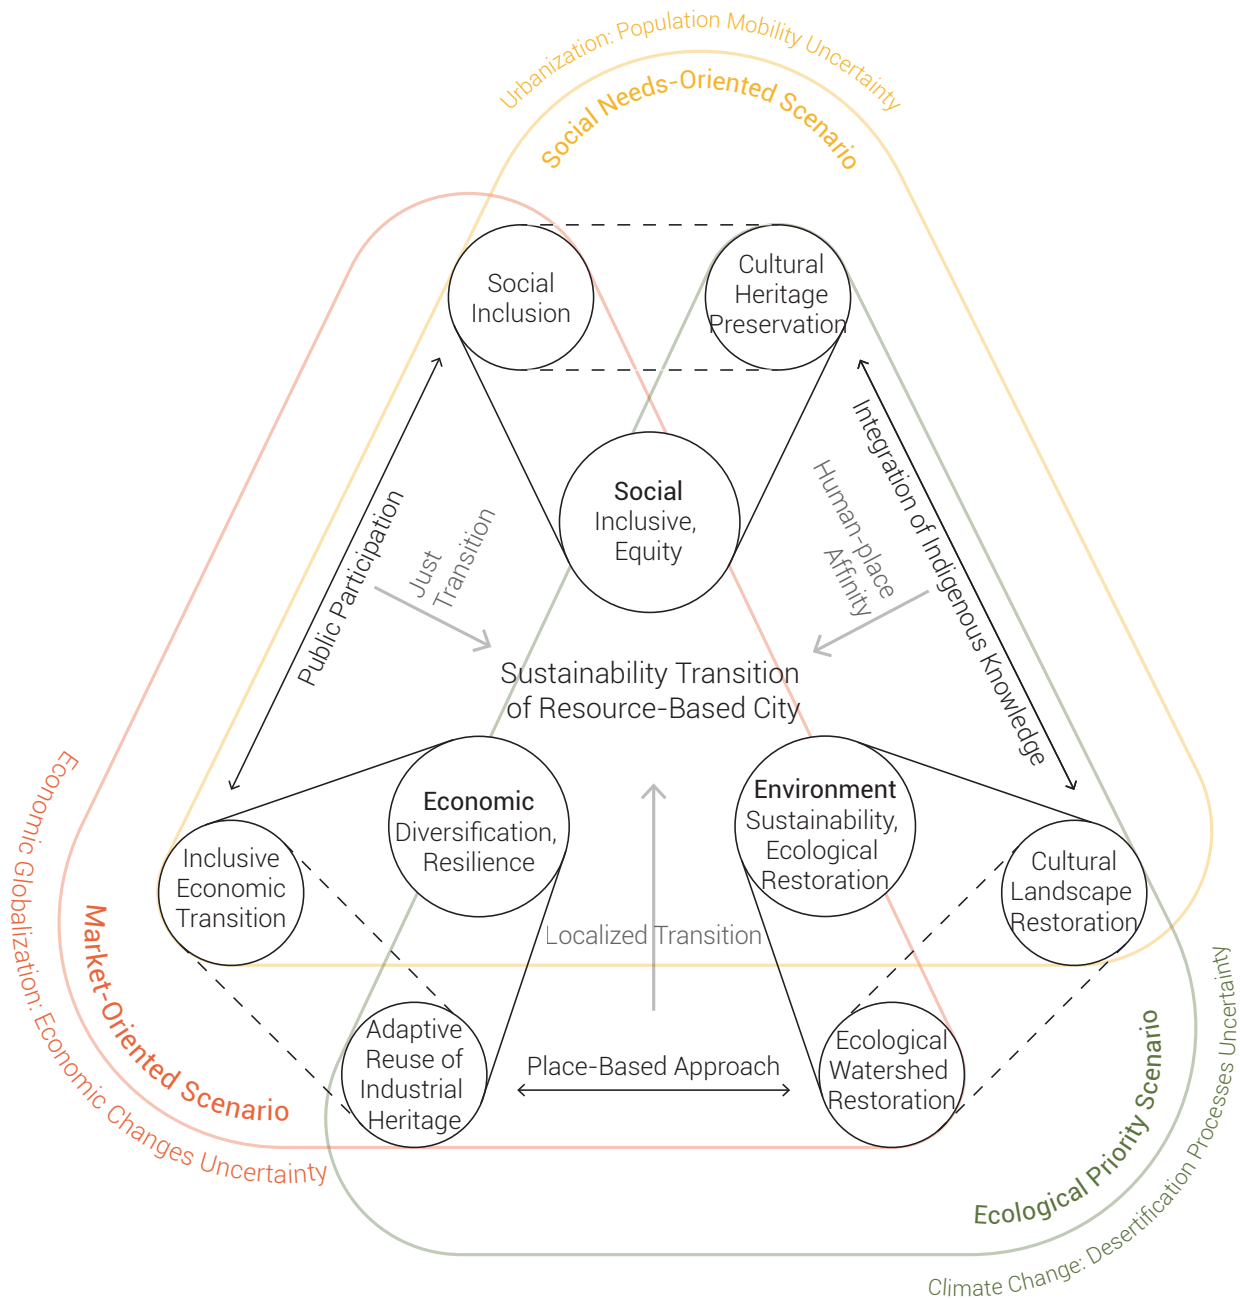 Urbanization: Population Mobility Uncertainty
Social Needs-Oriented Scenario
Social
Inclusion
Cultural
Heritage
Preservation
Social
Inclusive,
Equity
Public Participation
Just
Transition
Human-place
Affinity
Integration of Indigenous Knowledge
Sustainability Transition
of Resource-Based City
Economic
Diversification,
Resilience
Environment
Sustainability,
Ecological
Restoration
Inclusive
Economic
Transition
Cultural
Landscape
Restoration
Localized Transition
Adaptive
Reuse of
Industrial
Heritage
Place-Based Approach
Ecological
Watershed
Restoration
Market-Oriented Scenario
Economic Globalization: Economic Changes Uncertainty
Ecological Priority Scenario
Climate Change: Desertification Processes Uncertainty